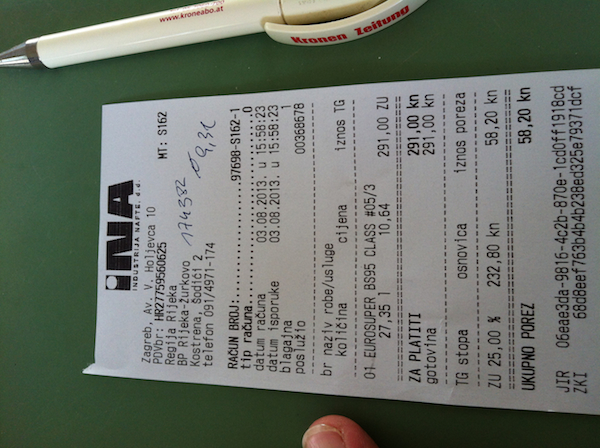 www.kroneabo.at
Kronen Zeitung
INA
INDUSTRIJA NAFTE, d.d.
Zagreb, Av. V. Holjevca 10
PDVbr: HR27759560625 MT: S162
Regija Rijeka
BP Rijeka-Žurkovo
Kostrena, Šodići 2
telefon 091/4971-174
174382
9,3L
RAČUN BROJ:.............97698-S162-1
tip računa.........................0
datum računa 03.08.2013. u 15:58:23
datum isporuke 03.08.2013. u 15:58:23
blagajna 1
poslužio 00368678
br naziv robe/usluge
količina cijena iznos TG
01 EUROSUPER BS95 CLASS #05/3
27,35 l 10,64 291,00 ZU
ZA PLATITI 291,00 kn
gotovina 291,00 kn
TG stopa osnovica iznos poreza
ZU 25,00 % 232,80 kn 58,20 kn
UKUPNO POREZ 58,20 kn
JIR 06eae3da-9816-4c2b-870e-1cd01f1918cd
ZKI